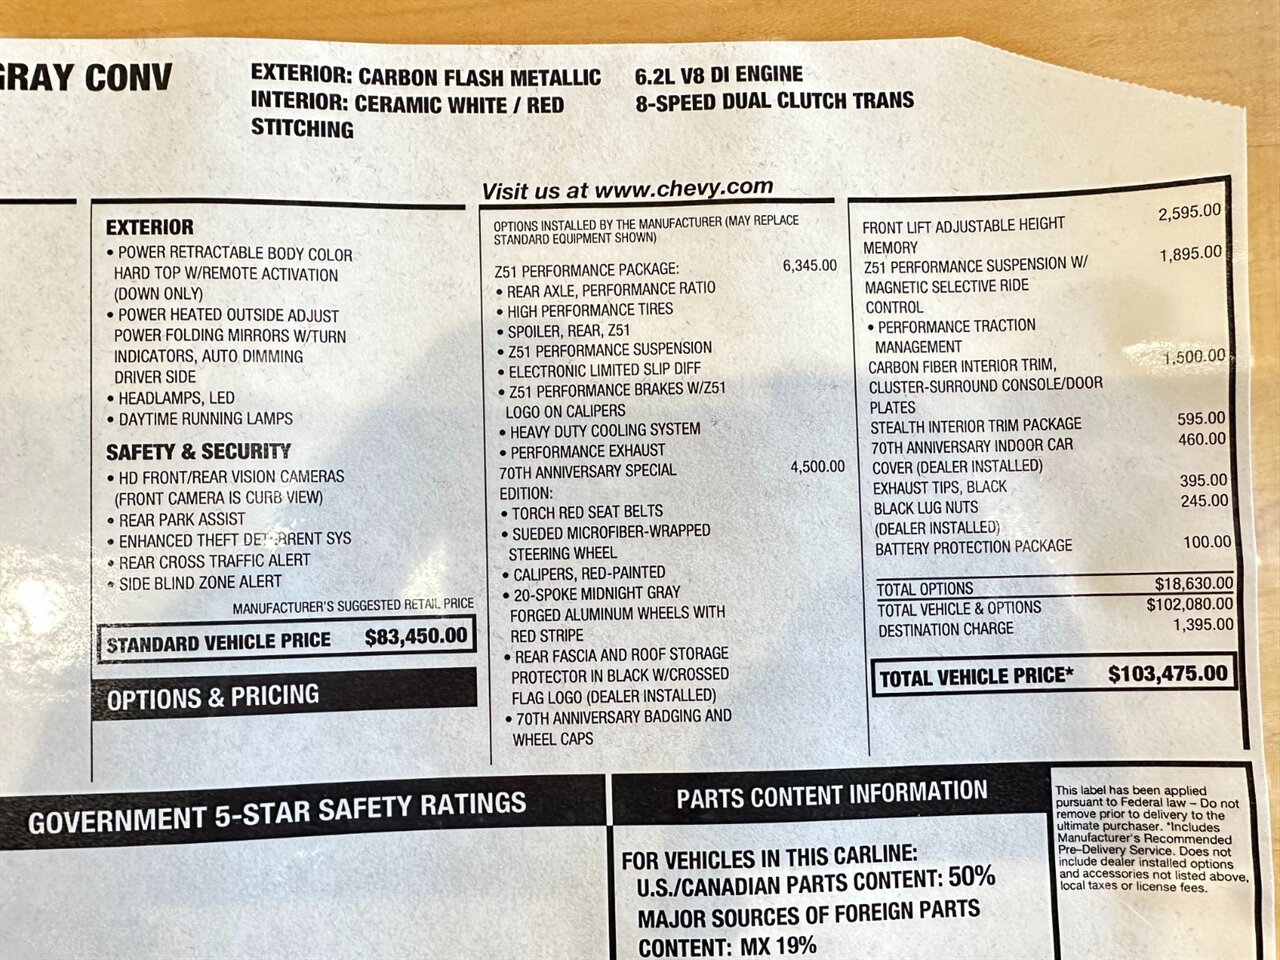 GRAY CONV
EXTERIOR: CARBON FLASH METALLIC
INTERIOR: CERAMIC WHITE / RED
STITCHING
6.2L V8 DI ENGINE
8-SPEED DUAL CLUTCH TRANS
Visit us at www.chevy.com
EXTERIOR
• POWER RETRACTABLE BODY COLOR
HARD TOP W/REMOTE ACTIVATION
(DOWN ONLY)
• POWER HEATED OUTSIDE ADJUST
POWER FOLDING MIRRORS W/TURN
INDICATORS, AUTO DIMMING
DRIVER SIDE
• HEADLAMPS, LED
• DAYTIME RUNNING LAMPS
SAFETY & SECURITY
• HD FRONT/REAR VISION CAMERAS
(FRONT CAMERA IS CURB VIEW)
• REAR PARK ASSIST
• ENHANCED THEFT DETERRENT SYS
• REAR CROSS TRAFFIC ALERT
• SIDE BLIND ZONE ALERT
MANUFACTURER'S SUGGESTED RETAIL PRICE
STANDARD VEHICLE PRICE $83,450.00
OPTIONS & PRICING
OPTIONS INSTALLED BY THE MANUFACTURER (MAY REPLACE
STANDARD EQUIPMENT SHOWN)
Z51 PERFORMANCE PACKAGE: 6,345.00
• REAR AXLE, PERFORMANCE RATIO
• HIGH PERFORMANCE TIRES
• SPOILER, REAR, Z51
• Z51 PERFORMANCE SUSPENSION
• ELECTRONIC LIMITED SLIP DIFF
• Z51 PERFORMANCE BRAKES W/Z51
LOGO ON CALIPERS
• HEAVY DUTY COOLING SYSTEM
• PERFORMANCE EXHAUST
70TH ANNIVERSARY SPECIAL 4,500.00
EDITION:
• TORCH RED SEAT BELTS
• SUEDED MICROFIBER-WRAPPED
STEERING WHEEL
• CALIPERS, RED-PAINTED
• 20-SPOKE MIDNIGHT GRAY
FORGED ALUMINUM WHEELS WITH
RED STRIPE
• REAR FASCIA AND ROOF STORAGE
PROTECTOR IN BLACK W/CROSSED
FLAG LOGO (DEALER INSTALLED)
• 70TH ANNIVERSARY BADGING AND
WHEEL CAPS
FRONT LIFT ADJUSTABLE HEIGHT 2,595.00
MEMORY
Z51 PERFORMANCE SUSPENSION W/ 1,895.00
MAGNETIC SELECTIVE RIDE
CONTROL
• PERFORMANCE TRACTION
MANAGEMENT
CARBON FIBER INTERIOR TRIM, 1,500.00
CLUSTER-SURROUND CONSOLE/DOOR
PLATES
STEALTH INTERIOR TRIM PACKAGE 595.00
70TH ANNIVERSARY INDOOR CAR 460.00
COVER (DEALER INSTALLED)
EXHAUST TIPS, BLACK 395.00
BLACK LUG NUTS 245.00
(DEALER INSTALLED)
BATTERY PROTECTION PACKAGE 100.00
TOTAL OPTIONS $18,630.00
TOTAL VEHICLE & OPTIONS $102,080.00
DESTINATION CHARGE 1,395.00
TOTAL VEHICLE PRICE* $103,475.00
GOVERNMENT 5-STAR SAFETY RATINGS
PARTS CONTENT INFORMATION
FOR VEHICLES IN THIS CARLINE:
U.S./CANADIAN PARTS CONTENT: 50%
MAJOR SOURCES OF FOREIGN PARTS
CONTENT: MX 19%
This label has been applied
pursuant to Federal law – Do not
remove prior to delivery to the
ultimate purchaser. *Includes
Manufacturer's Recommended
Pre-Delivery Service. Does not
include dealer installed options
and accessories not listed above,
local taxes or license fees.